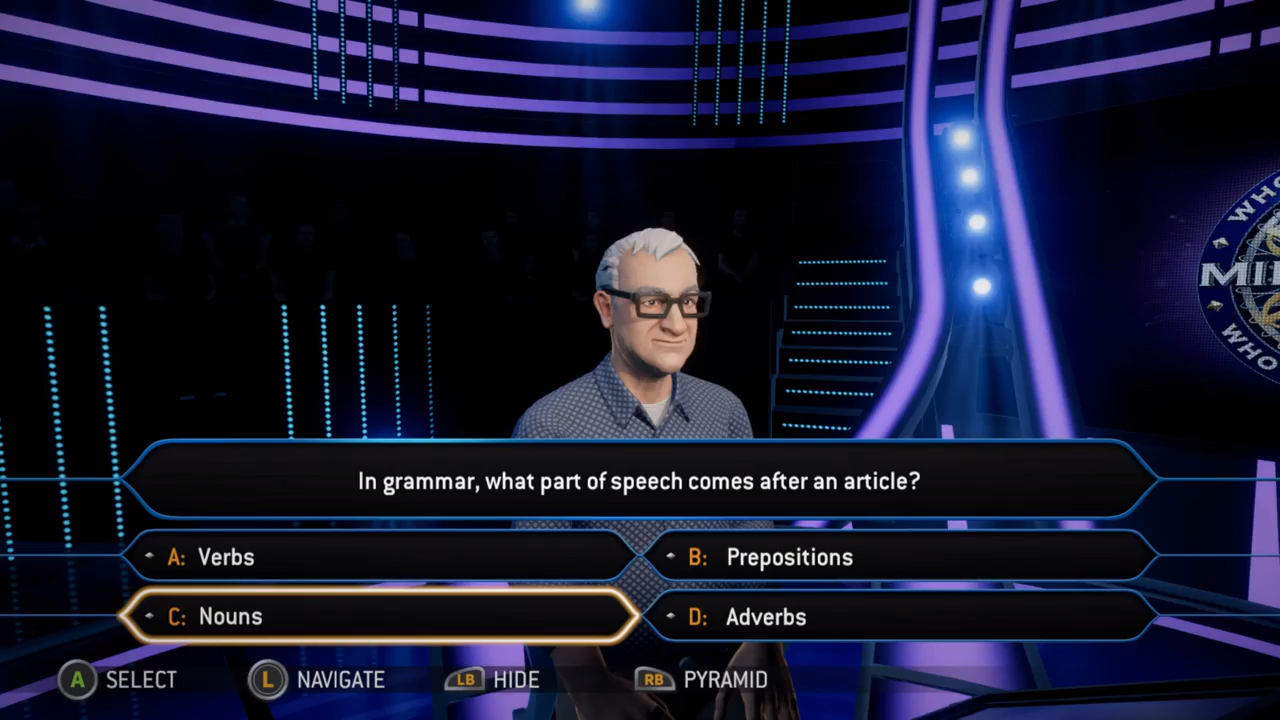 In grammar, what part of speech comes after an article?
A: Verbs
B: Prepositions
C: Nouns
D: Adverbs
A SELECT
L NAVIGATE
LB HIDE
RB PYRAMID
WHO